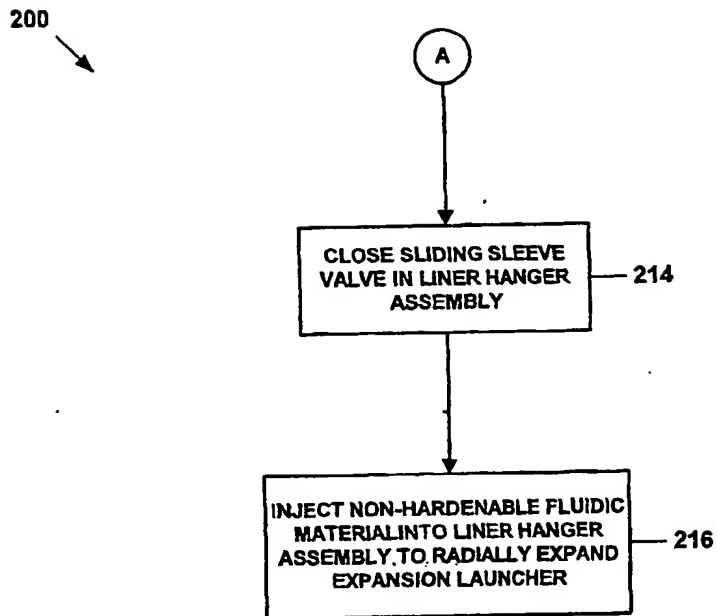 200
A
CLOSE SLIDING SLEEVE
VALVE IN LINER HANGER
ASSEMBLY
214
INJECT NON-HARDENABLE FLUIDIC
MATERIALINTO LINER HANGER
ASSEMBLY TO RADIALLY EXPAND
EXPANSION LAUNCHER
216